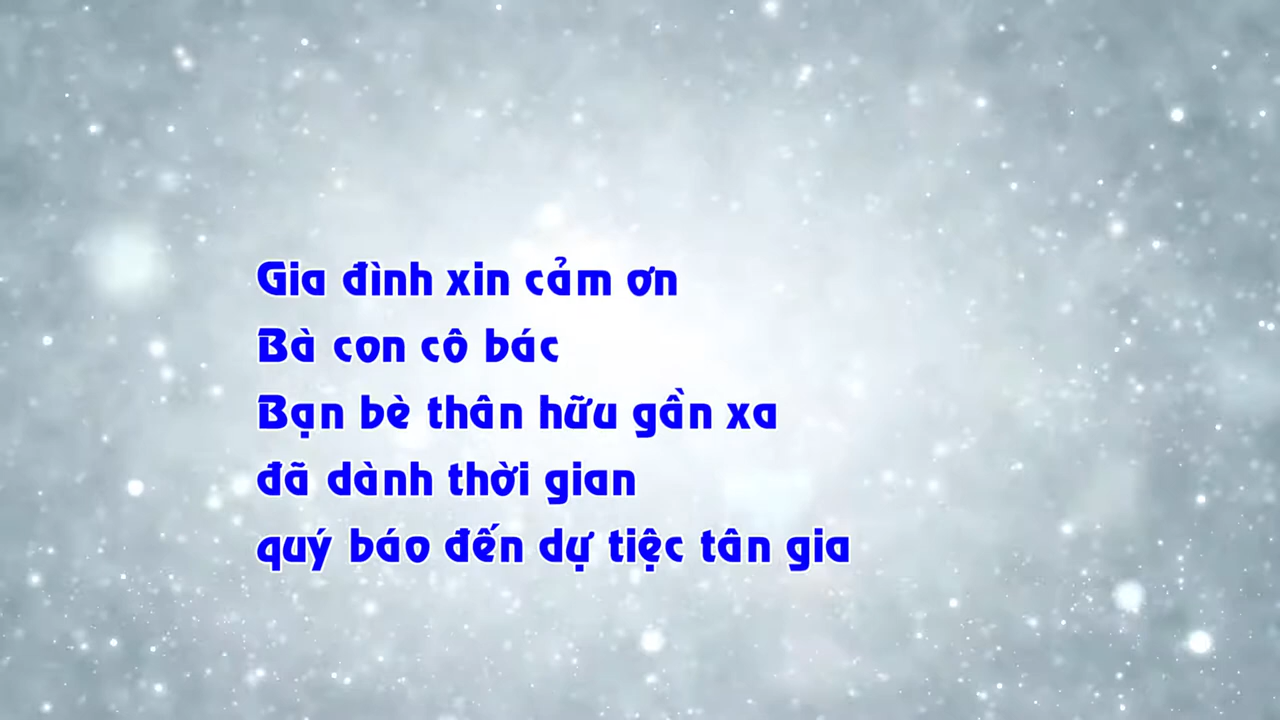 Gia đình xin cảm ơn
Bà con cô bác
Bạn bè thân hữu gần xa
đã dành thời gian
quý báo đến dự tiệc tân gia